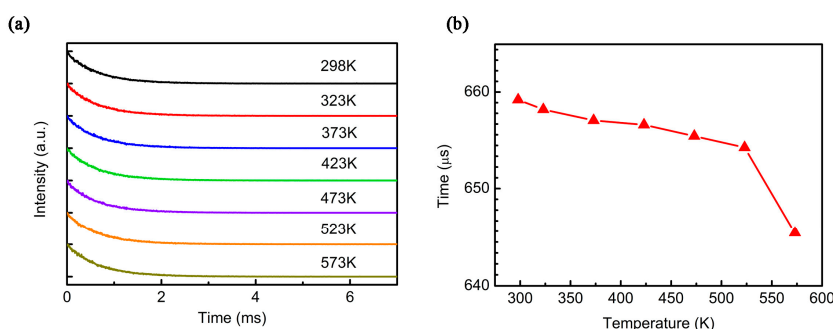 (a)
298K
323K
373K
423K
473K
523K
573K
Intensity (a.u.)
0
2
4
6
Time (ms)
(b)
660
650
640
Time (μs)
300
350
400
450
500
550
600
Temperature (K)